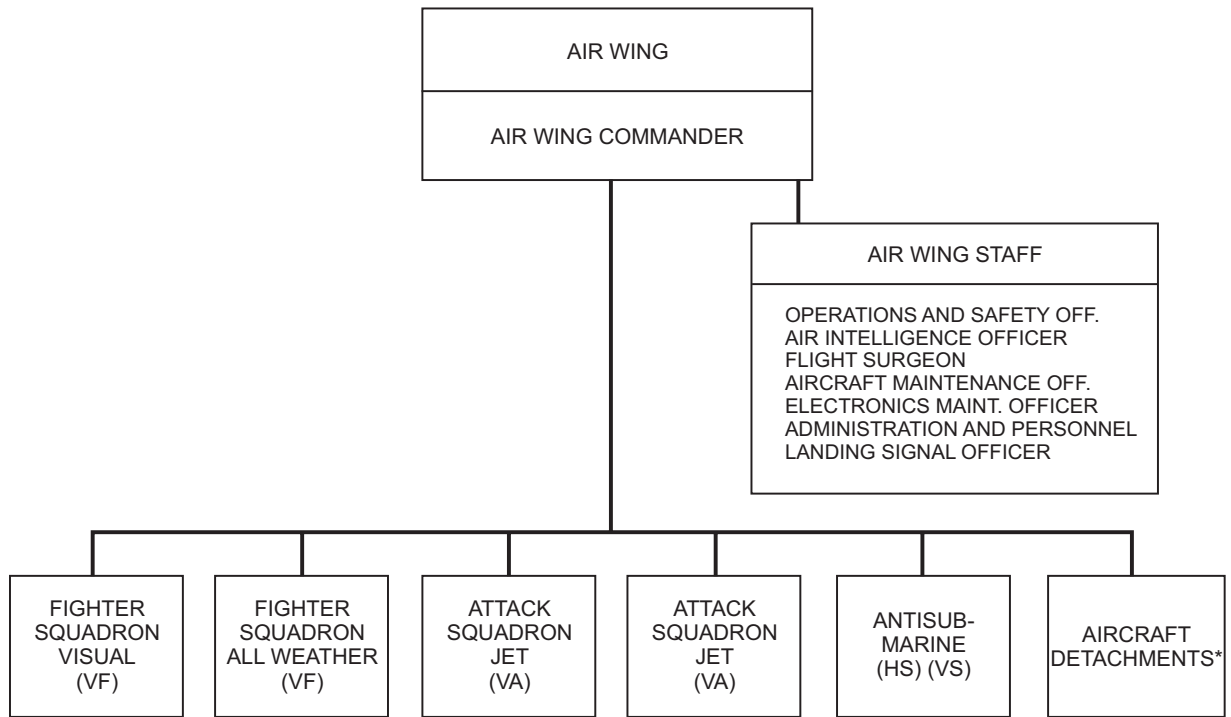 AIR WING
AIR WING COMMANDER
AIR WING STAFF
OPERATIONS AND SAFETY OFF.
AIR INTELLIGENCE OFFICER
FLIGHT SURGEON
AIRCRAFT MAINTENANCE OFF.
ELECTRONICS MAINT. OFFICER
ADMINISTRATION AND PERSONNEL
LANDING SIGNAL OFFICER
FIGHTER
SQUADRON
VISUAL
(VF)
FIGHTER
SQUADRON
ALL WEATHER
(VF)
ATTACK
SQUADRON
JET
(VA)
ATTACK
SQUADRON
JET
(VA)
ANTISUB-
MARINE
(HS) (VS)
AIRCRAFT
DETACHMENTS*